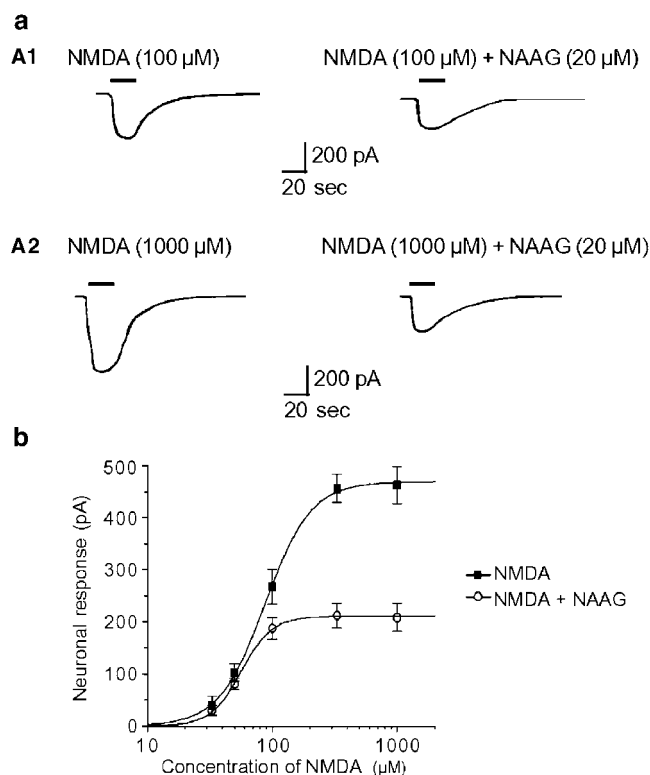 a
A1 NMDA (100 µM) NMDA (100 µM) + NAAG (20 µM)
200 pA
20 sec
A2 NMDA (1000 µM) NMDA (1000 µM) + NAAG (20 µM)
200 pA
20 sec
b
Neuronal response (pA)
500
400
300
200
100
0
10 100 1000
Concentration of NMDA (µM)
NMDA
NMDA + NAAG